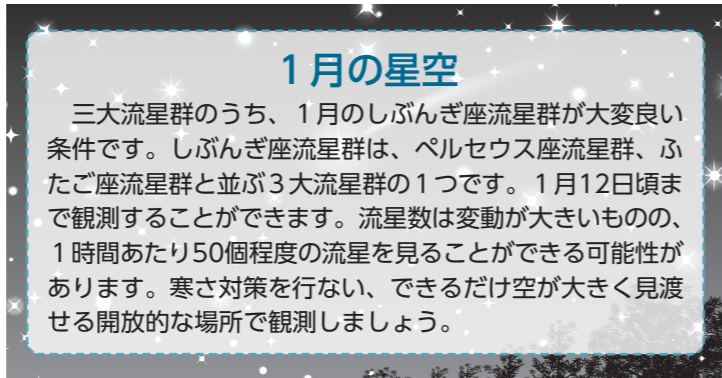 １月の星空
　三大流星群のうち、１月のしぶんぎ座流星群が大変良い
条件です。しぶんぎ座流星群は、ペルセウス座流星群、ふ
たご座流星群と並ぶ３大流星群の１つです。１月12日頃ま
で観測することができます。流星数は変動が大きいものの、
１時間あたり50個程度の流星を見ることができる可能性が
あります。寒さ対策を行ない、できるだけ空が大きく見渡
せる開放的な場所で観測しましょう。